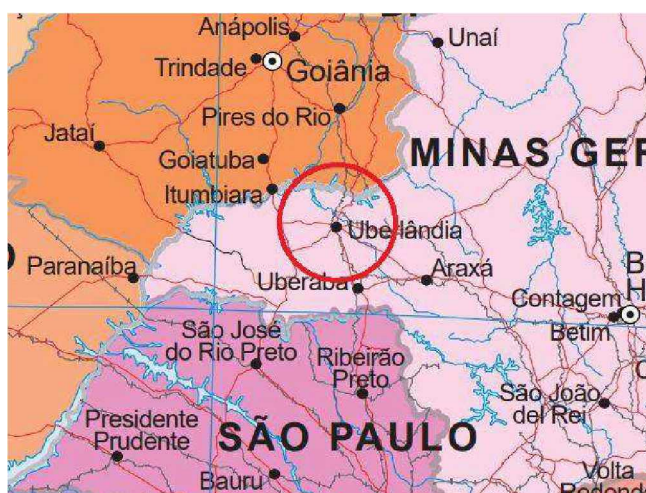 Anápolis
Unaí
Trindade
Goiânia
Pires do Rio
Jataí
MINAS GER
Goiatuba
Itumbiara
Uberlândia
Paranaíba
Uberaba
Araxá
B
H
Contagem
Betim
São José
do Rio Preto
Ribeirão
Preto
São João
del Rei
Presidente
Prudente
SÃO PAULO
Bauru
Volta
Redonda